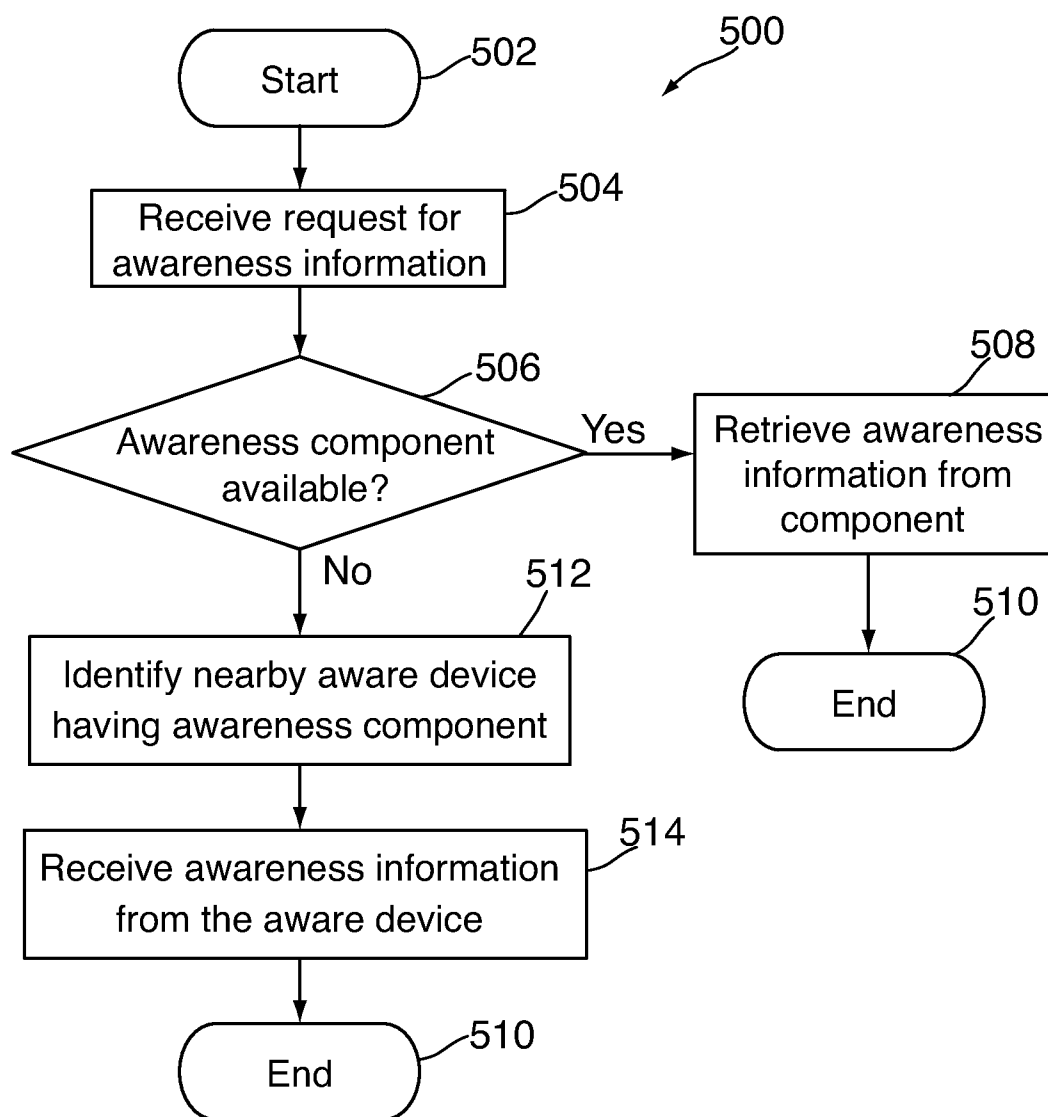 500
502
Start
504
Receive request for
awareness information
506
Awareness component
available?
Yes
508
Retrieve awareness
information from
component
510
End
No
512
Identify nearby aware device
having awareness component
514
Receive awareness information
from the aware device
510
End